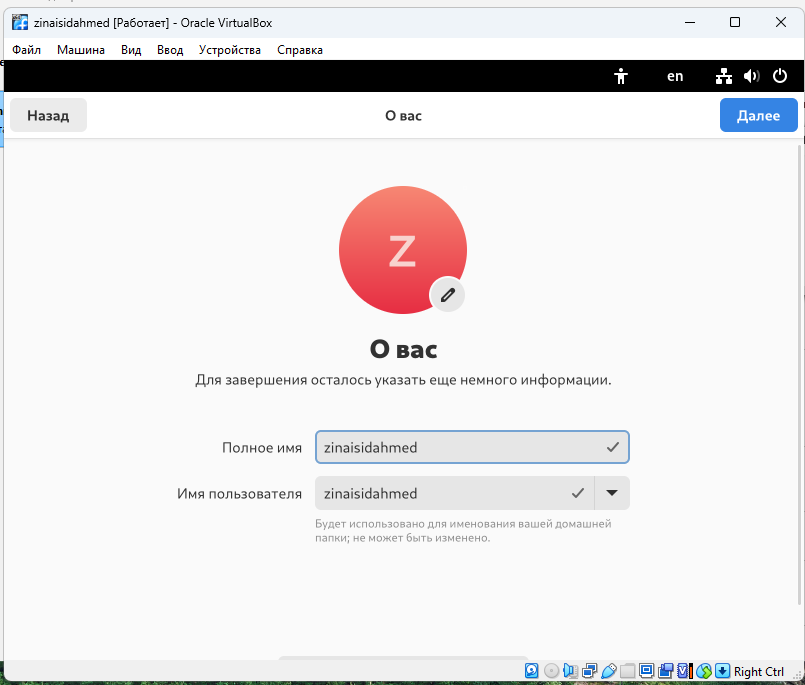 zinaisidahmed [Работает] - Oracle VirtualBox
Файл Машина Вид Ввод Устройства Справка
en
Назад О вас Далее
Z
О вас
Для завершения осталось указать еще немного информации.
Полное имя zinaisidahmed
Имя пользователя zinaisidahmed
Будет использовано для именования вашей домашней
папки; не может быть изменено.
Right Ctrl